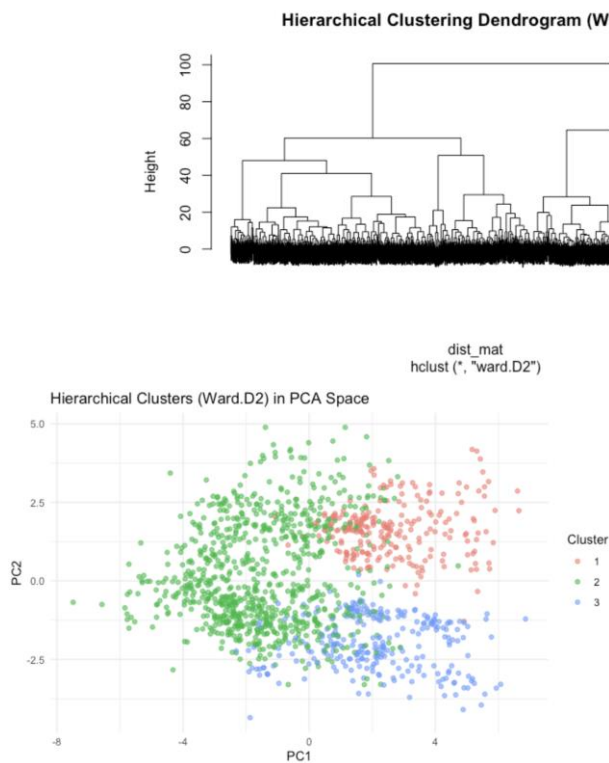 Hierarchical Clustering Dendrogram (W
Height
100
80
60
40
20
0
dist_mat
hclust (*, "ward.D2")
Hierarchical Clusters (Ward.D2) in PCA Space
PC2
5.0
2.5
0.0
-2.5
-8
-4
0
4
PC1
Cluster
1
2
3